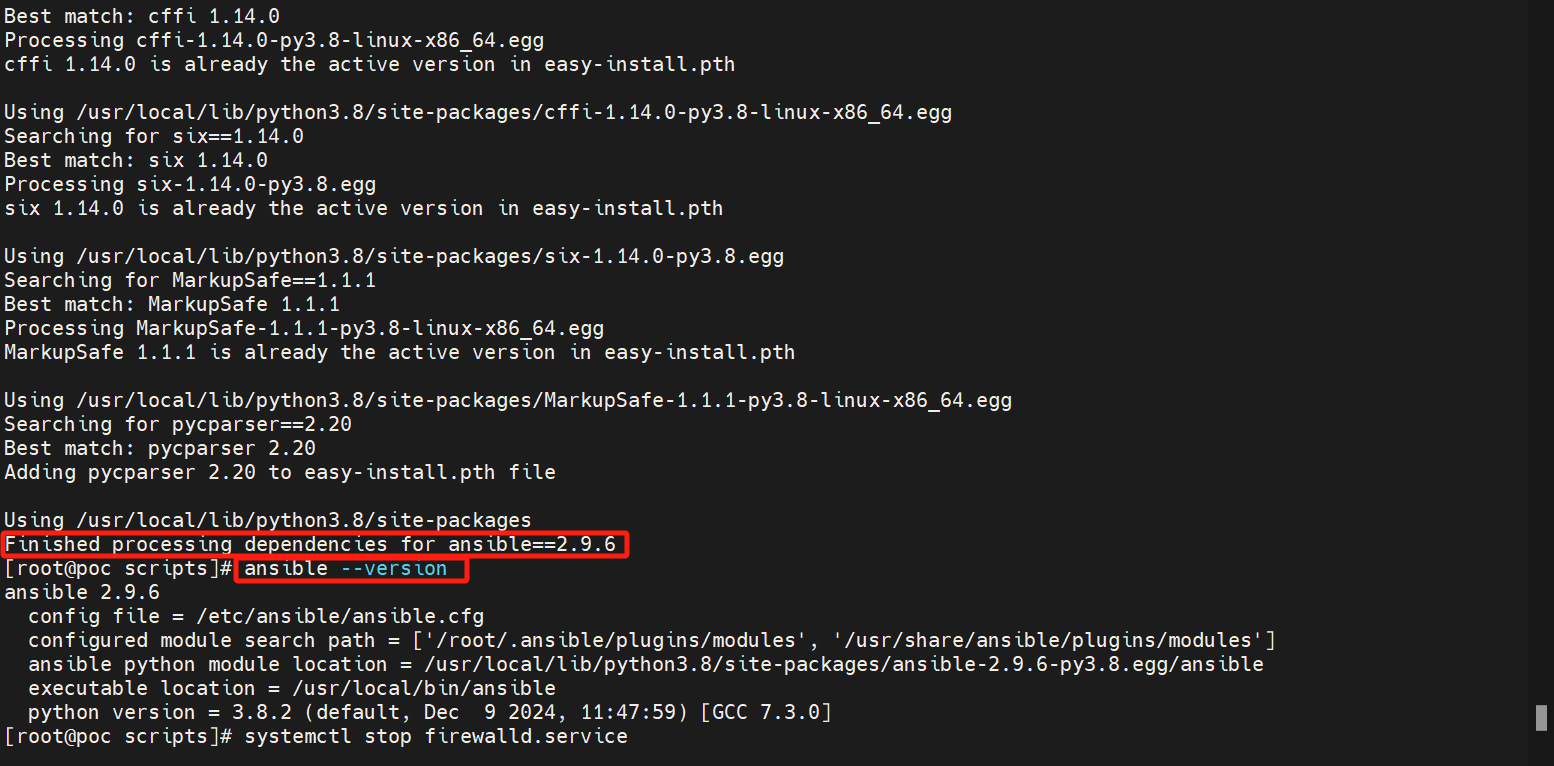 Best match: cffi 1.14.0
Processing cffi-1.14.0-py3.8-linux-x86_64.egg
cffi 1.14.0 is already the active version in easy-install.pth
Using /usr/local/lib/python3.8/site-packages/cffi-1.14.0-py3.8-linux-x86_64.egg
Searching for six==1.14.0
Best match: six 1.14.0
Processing six-1.14.0-py3.8.egg
six 1.14.0 is already the active version in easy-install.pth
Using /usr/local/lib/python3.8/site-packages/six-1.14.0-py3.8.egg
Searching for MarkupSafe==1.1.1
Best match: MarkupSafe 1.1.1
Processing MarkupSafe-1.1.1-py3.8-linux-x86_64.egg
MarkupSafe 1.1.1 is already the active version in easy-install.pth
Using /usr/local/lib/python3.8/site-packages/MarkupSafe-1.1.1-py3.8-linux-x86_64.egg
Searching for pycparser==2.20
Best match: pycparser 2.20
Adding pycparser 2.20 to easy-install.pth file
Using /usr/local/lib/python3.8/site-packages
Finished processing dependencies for ansible==2.9.6
[root@poc scripts]# ansible --version
ansible 2.9.6
  config file = /etc/ansible/ansible.cfg
  configured module search path = ['/root/.ansible/plugins/modules', '/usr/share/ansible/plugins/modules']
  ansible python module location = /usr/local/lib/python3.8/site-packages/ansible-2.9.6-py3.8.egg/ansible
  executable location = /usr/local/bin/ansible
  python version = 3.8.2 (default, Dec  9 2024, 11:47:59) [GCC 7.3.0]
[root@poc scripts]# systemctl stop firewalld.service